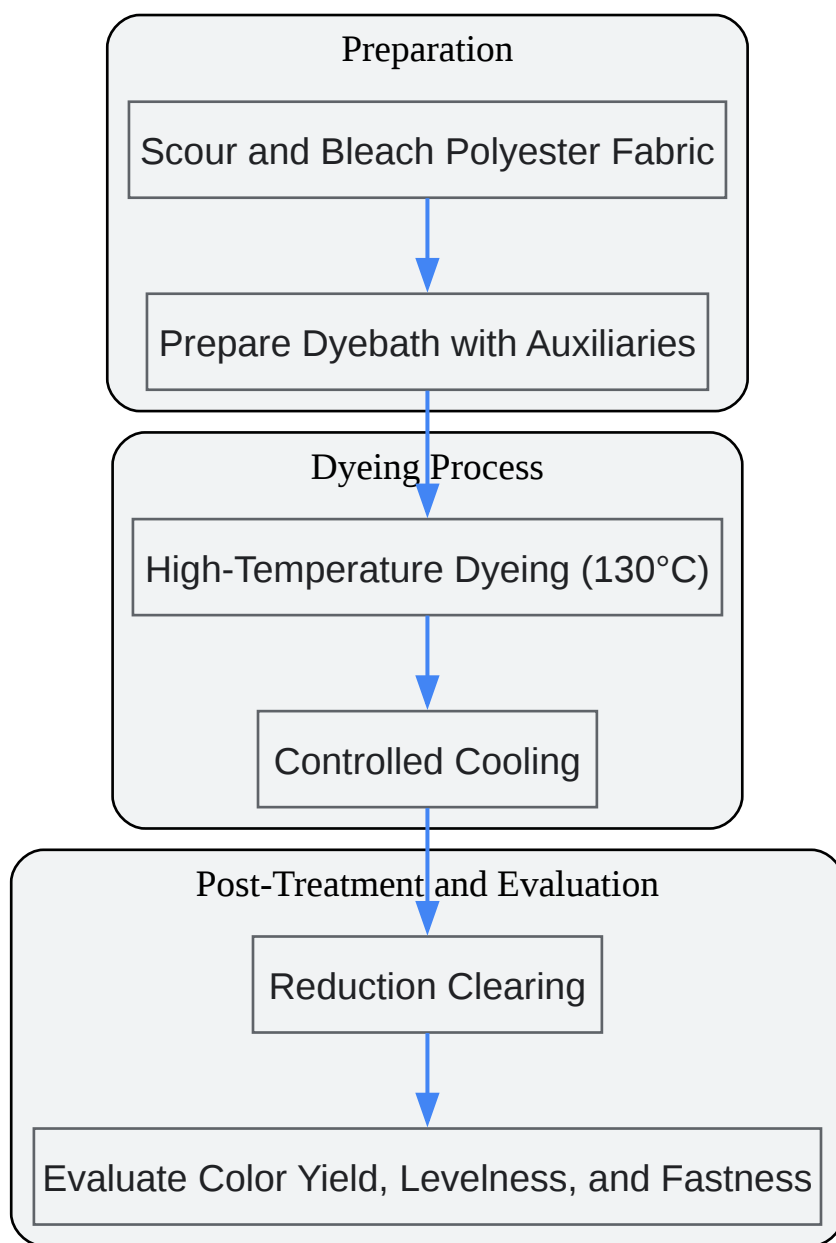 Preparation
Scour and Bleach Polyester Fabric
Prepare Dyebath with Auxiliaries
Dyeing Process
High-Temperature Dyeing (130°C)
Controlled Cooling
Post-Treatment and Evaluation
Reduction Clearing
Evaluate Color Yield, Levelness, and Fastness